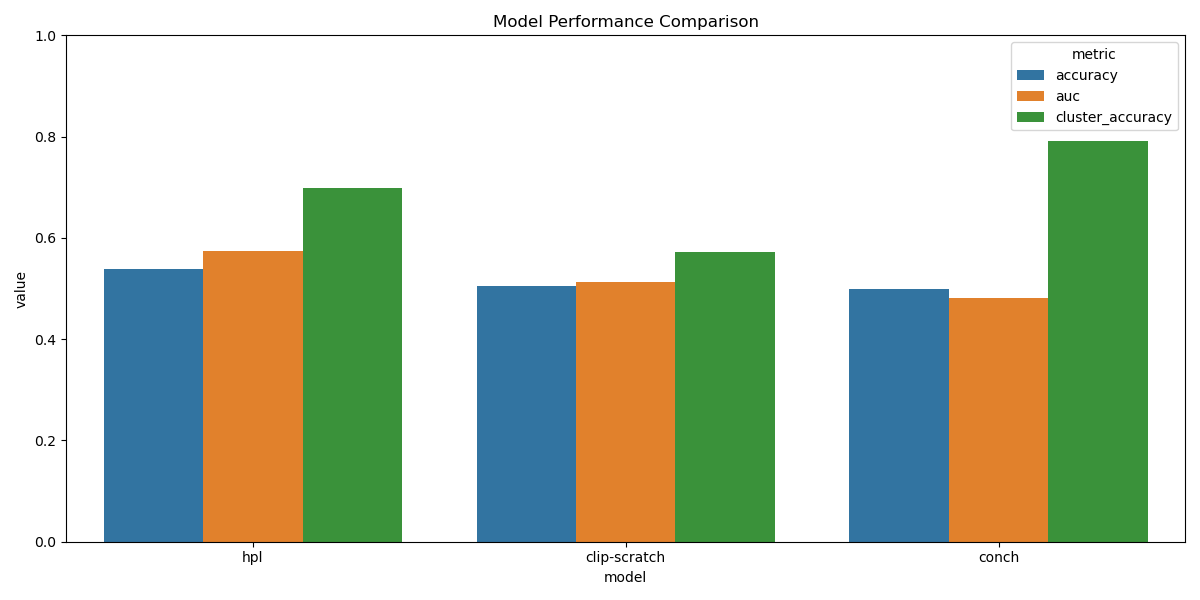 Model Performance Comparison
metric
accuracy
auc
cluster_accuracy
value
1.0
0.8
0.6
0.4
0.2
0.0
hpl
clip-scratch
conch
model